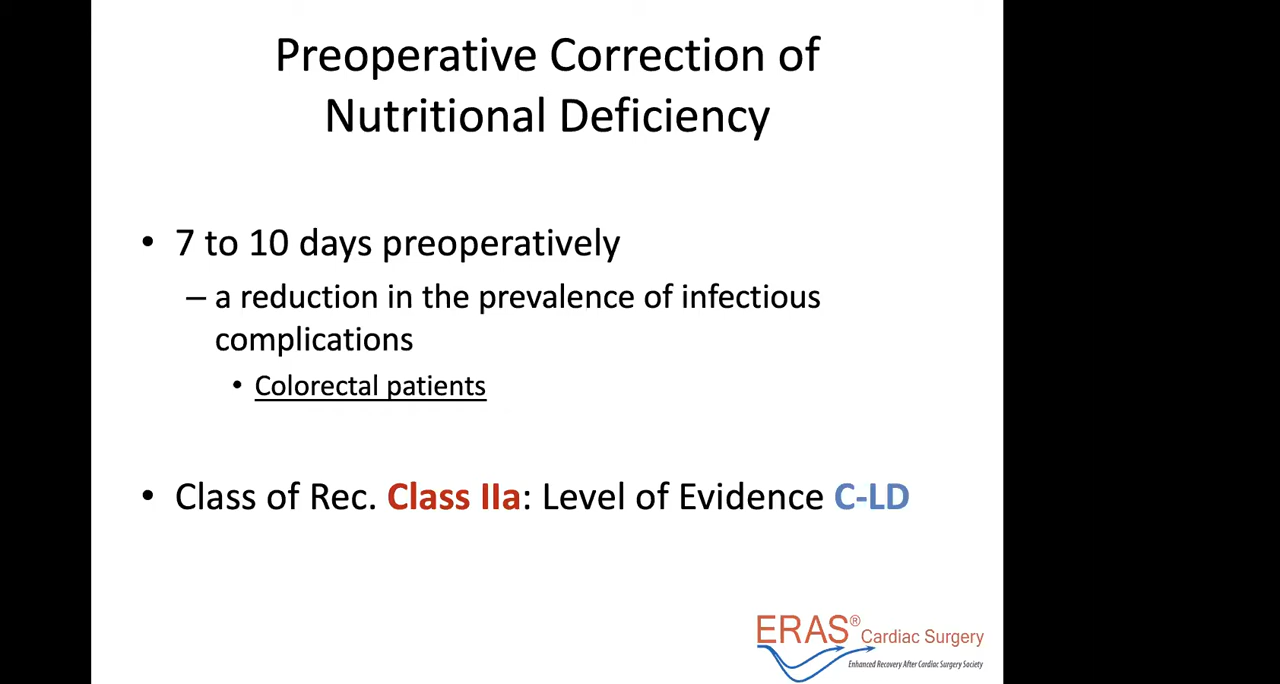 Preoperative Correction of
Nutritional Deficiency
• 7 to 10 days preoperatively
– a reduction in the prevalence of infectious
complications
• Colorectal patients
• Class of Rec. Class IIa: Level of Evidence C-LD
ERAS® Cardiac Surgery
Enhanced Recovery After Cardiac Surgery Society